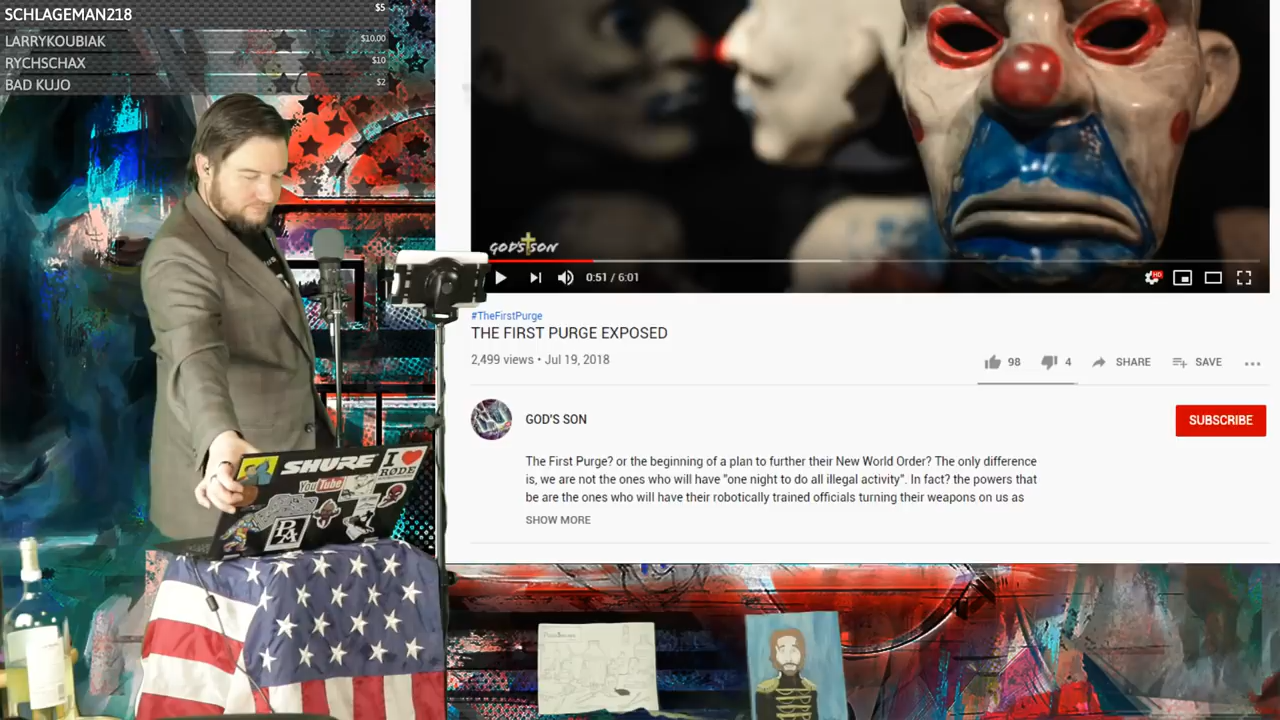 SCHLAGEMAN218 $5
LARRYKOUBIAK $10.00
RYCHSCHAX $10
BAD KUJO $2
GOD'S SON
0:51 / 6:01
HD
#TheFirstPurge
THE FIRST PURGE EXPOSED
2,499 views • Jul 19, 2018
98 4 SHARE SAVE
GOD'S SON
SUBSCRIBE
The First Purge? or the beginning of a plan to further their New World Order? The only difference
is, we are not the ones who will have "one night to do all illegal activity". In fact? the powers that
be are the ones who will have their robotically trained officials turning their weapons on us as
SHOW MORE
SHURE
I
RØDE
YouTube
PA